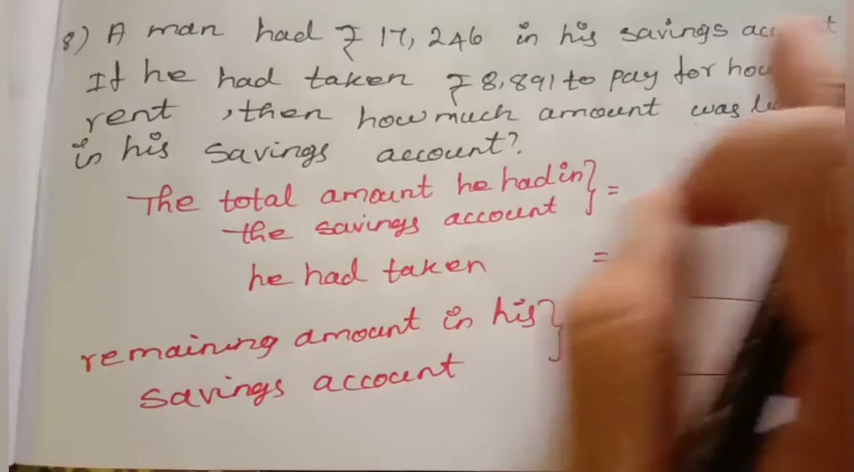 8) A man had ₹ 17,246 in his savings
If he had taken ₹ 8,891 to pay for
rent , then how much amount was
in his savings account?
The total amount he had in } =
the savings account
he had taken =
remaining amount in his }
savings account